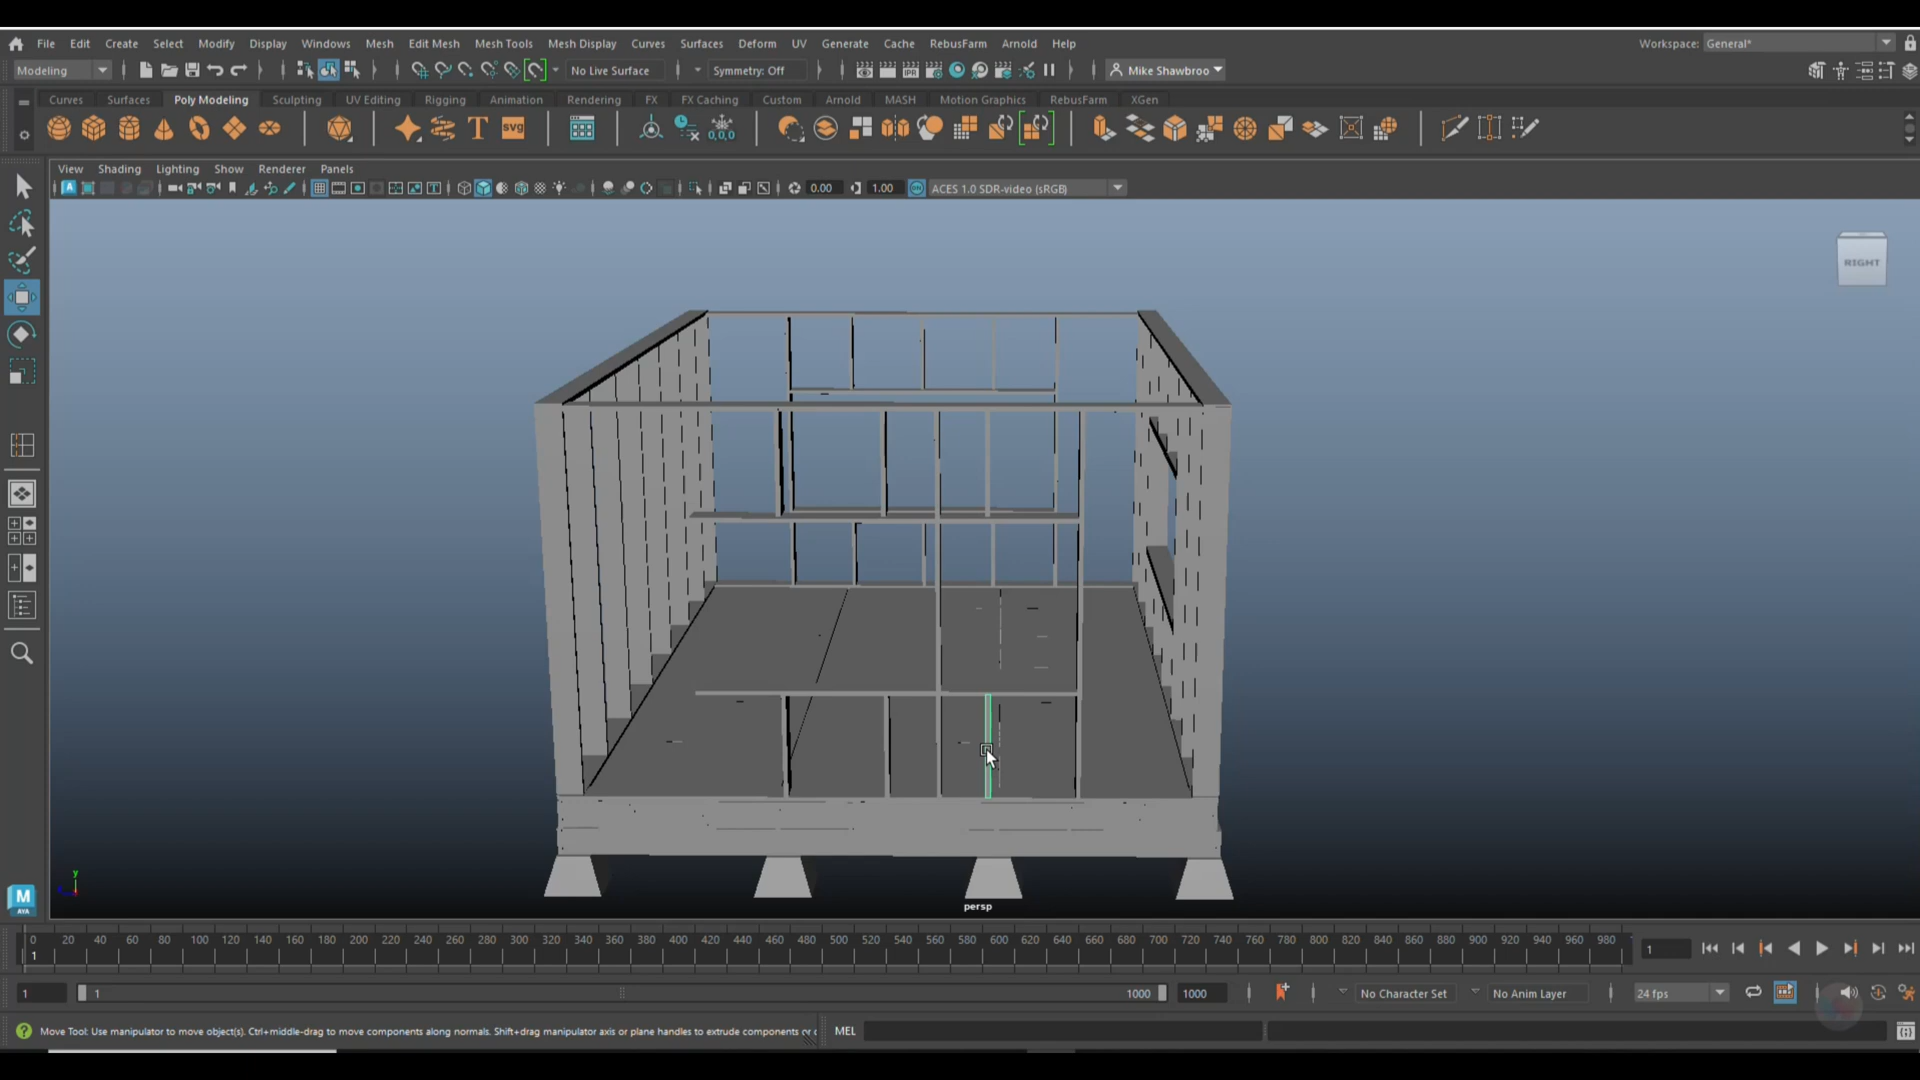 File Edit Create Select Modify Display Windows Mesh Edit Mesh Mesh Tools Mesh Display Curves Surfaces Deform UV Generate Cache RebusFarm Arnold Help Workspace: General*
Modeling No Live Surface Symmetry: Off IPR Mike Shawbroo
Curves Surfaces Poly Modeling Sculpting UV Editing Rigging Animation Rendering FX FX Caching Custom Arnold MASH Motion Graphics RebusFarm XGen
T SVG 0,0,0
View Shading Lighting Show Renderer Panels
A 0.00 1.00 ACES 1.0 SDR-video (sRGB)
RIGHT
y
M
AYA
persp
0 20 40 60 80 100 120 140 160 180 200 220 240 260 280 300 320 340 360 380 400 420 440 460 480 500 520 540 560 580 600 620 640 660 680 700 720 740 760 780 800 820 840 860 880 900 920 940 960 980
1 1
1 1 1000 1000 No Character Set No Anim Layer 24 fps
Move Tool: Use manipulator to move object(s). Ctrl+middle-drag to move components along normals. Shift+drag manipulator axis or plane handles to extrude components or MEL